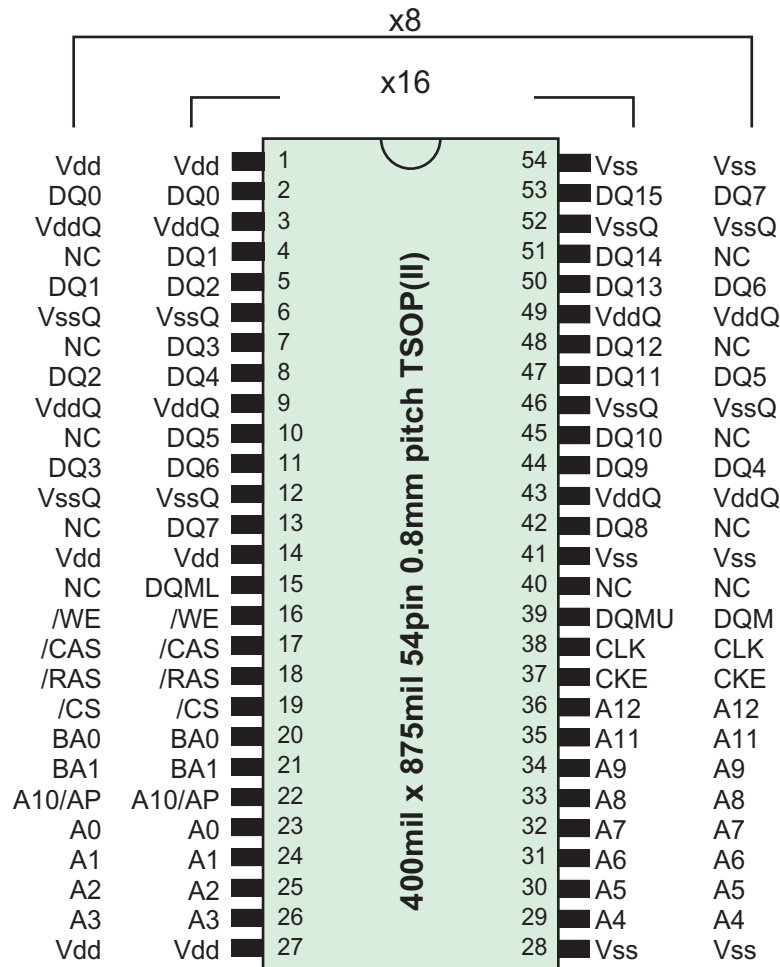 x8
x16
Vdd Vdd 1 54 Vss Vss
DQ0 DQ0 2 53 DQ15 DQ7
VddQ VddQ 3 52 VssQ VssQ
NC DQ1 4 51 DQ14 NC
DQ1 DQ2 5 50 DQ13 DQ6
VssQ VssQ 6 49 VddQ VddQ
NC DQ3 7 48 DQ12 NC
DQ2 DQ4 8 47 DQ11 DQ5
VddQ VddQ 9 46 VssQ VssQ
NC DQ5 10 45 DQ10 NC
DQ3 DQ6 11 44 DQ9 DQ4
VssQ VssQ 12 43 VddQ VddQ
NC DQ7 13 42 DQ8 NC
Vdd Vdd 14 41 Vss Vss
NC DQML 15 40 NC NC
/WE /WE 16 39 DQMU DQM
/CAS /CAS 17 38 CLK CLK
/RAS /RAS 18 37 CKE CKE
/CS /CS 19 36 A12 A12
BA0 BA0 20 35 A11 A11
BA1 BA1 21 34 A9 A9
A10/AP A10/AP 22 33 A8 A8
A0 A0 23 32 A7 A7
A1 A1 24 31 A6 A6
A2 A2 25 30 A5 A5
A3 A3 26 29 A4 A4
Vdd Vdd 27 28 Vss Vss
400mil x 875mil 54pin 0.8mm pitch TSOP(II)